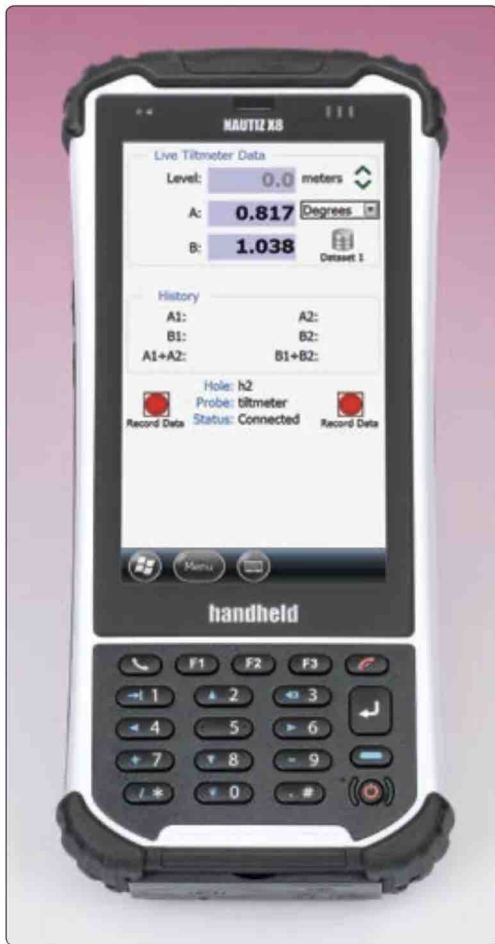 NAUTIZ X8
Live Tiltmeter Data
Level: 0.0 meters
A: 0.817 Degrees
B: 1.038
Dataset 1
History
A1: A2:
B1: B2:
A1+A2: B1+B2:
Hole: h2
Probe: tiltmeter
Status: Connected
Record Data Record Data
Menu
handheld
F1 F2 F3
1 2 3
4 5 6
7 8 9
/ * 0 . #